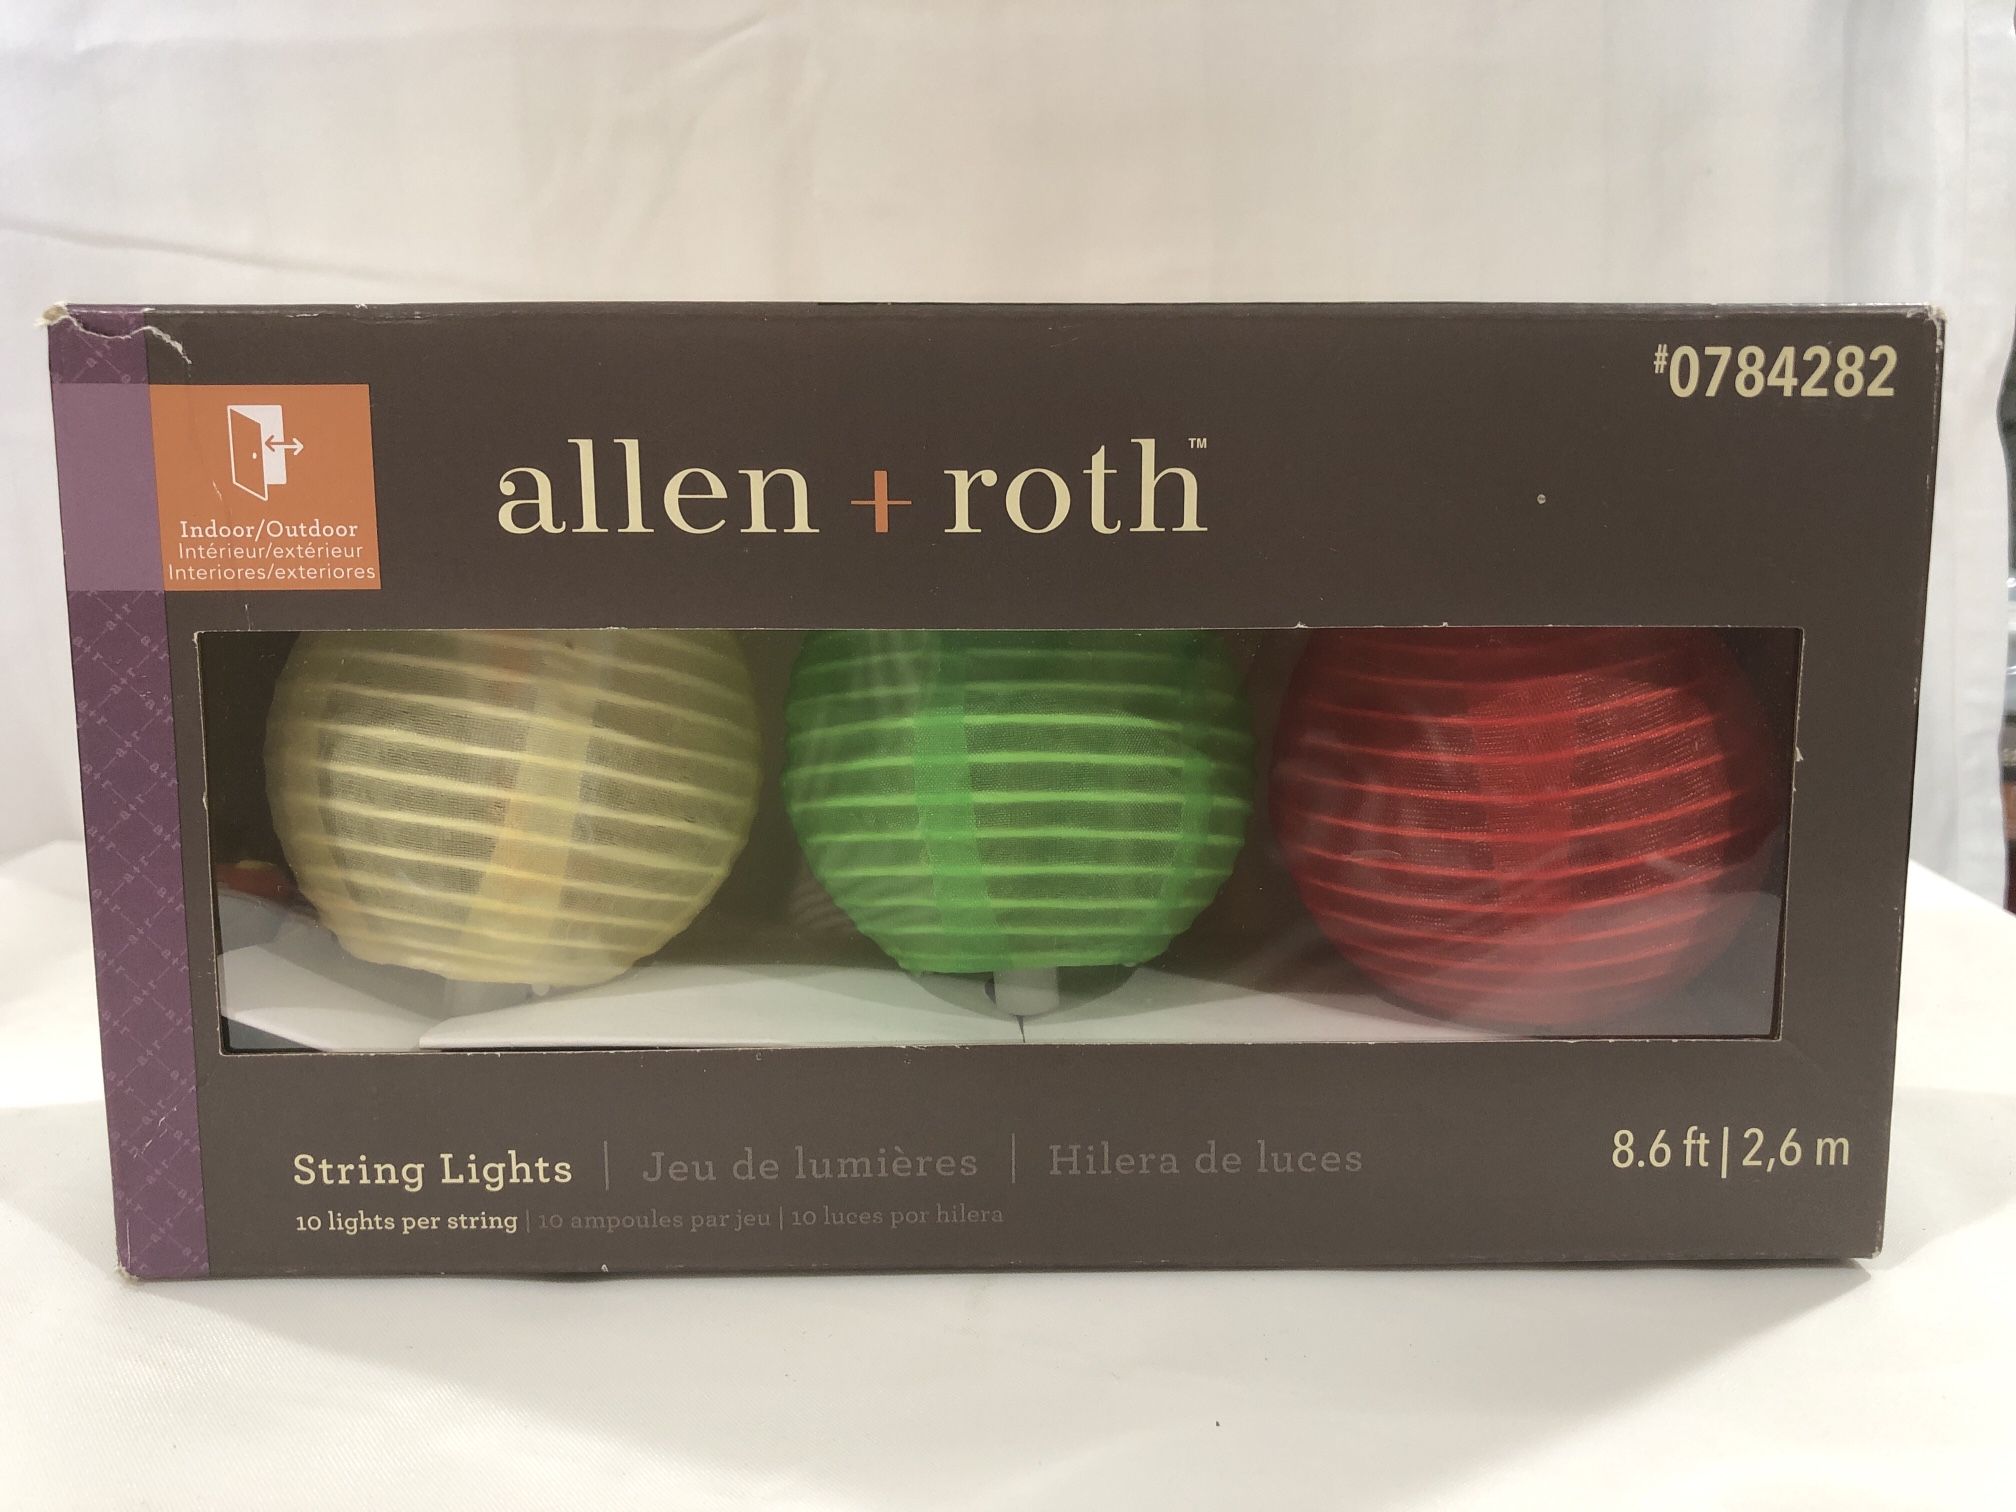 #0784282
allen + roth™
Indoor/Outdoor
Intérieur/extérieur
Interiores/exteriores
String Lights | Jeu de lumières | Hilera de luces
8.6 ft | 2,6 m
10 lights per string | 10 ampoules par jeu | 10 luces por hilera